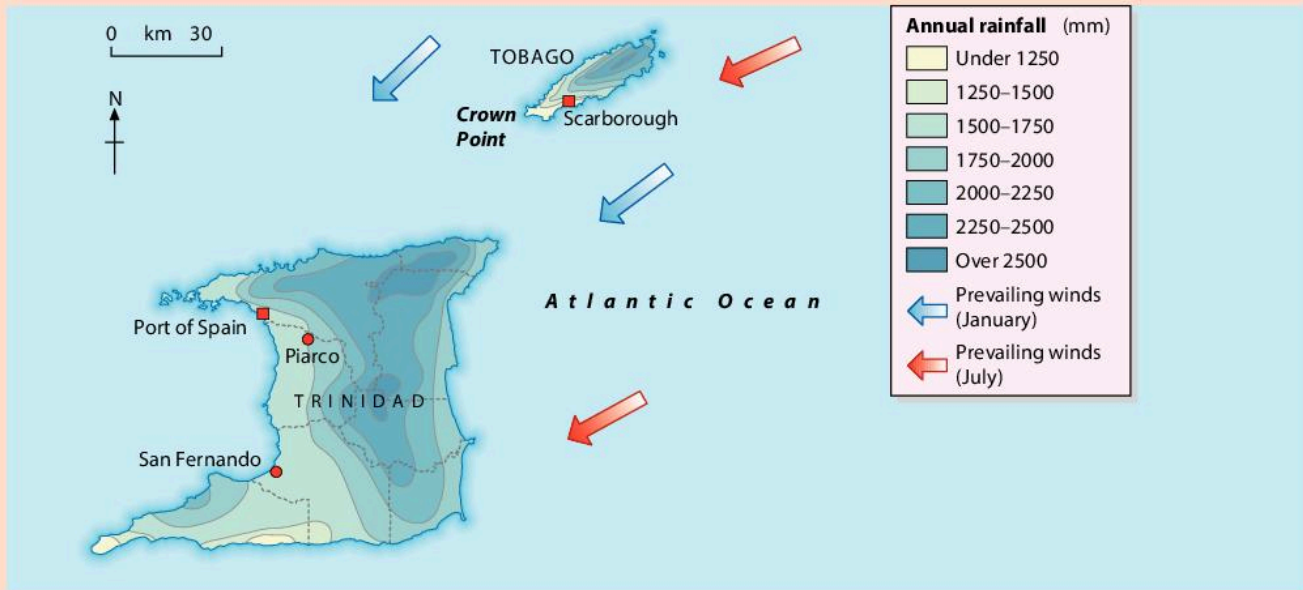 0 km 30
N
TOBAGO
Crown
Point
Scarborough
Atlantic Ocean
Port of Spain
Piarco
TRINIDAD
San Fernando
Annual rainfall (mm)
Under 1250
1250–1500
1500–1750
1750–2000
2000–2250
2250–2500
Over 2500
Prevailing winds
(January)
Prevailing winds
(July)